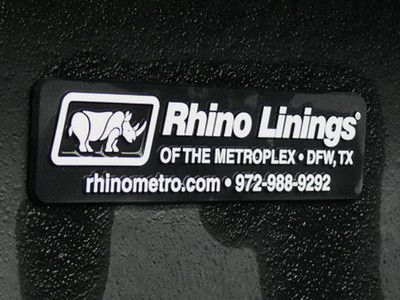 Rhino Linings®
OF THE METROPLEX • DFW, TX
rhinometro.com • 972-988-9292